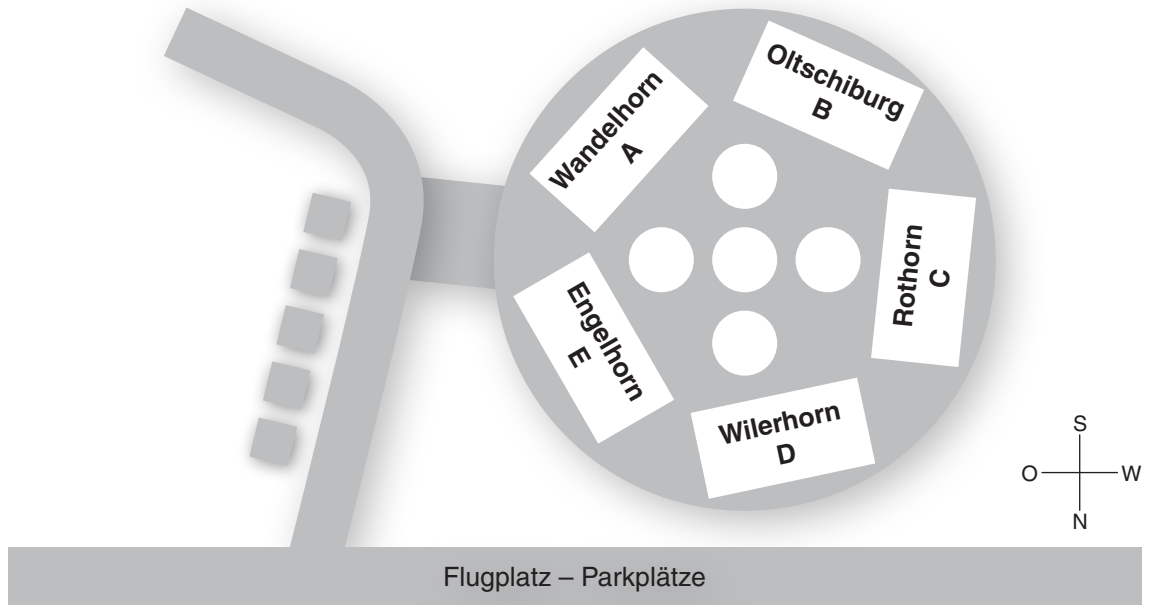 Wandelhorn
A
Oltschiburg
B
Rothorn
C
Engelhorn
E
Wilerhorn
D
S
O
W
N
Flugplatz – Parkplätze